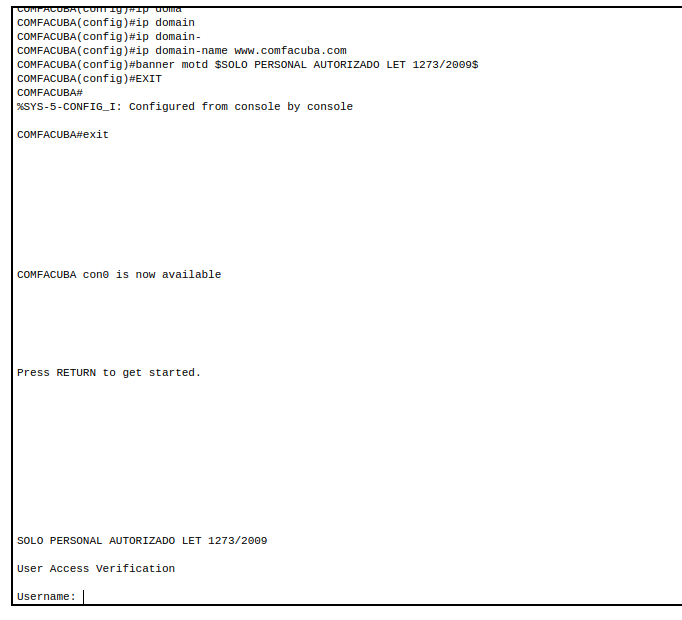 COMFACUBA(config)#ip doma
COMFACUBA(config)#ip domain
COMFACUBA(config)#ip domain-
COMFACUBA(config)#ip domain-name www.comfacuba.com
COMFACUBA(config)#banner motd $SOLO PERSONAL AUTORIZADO LET 1273/2009$
COMFACUBA(config)#EXIT
COMFACUBA#
%SYS-5-CONFIG_I: Configured from console by console
COMFACUBA#exit
COMFACUBA con0 is now available
Press RETURN to get started.
SOLO PERSONAL AUTORIZADO LET 1273/2009
User Access Verification
Username: